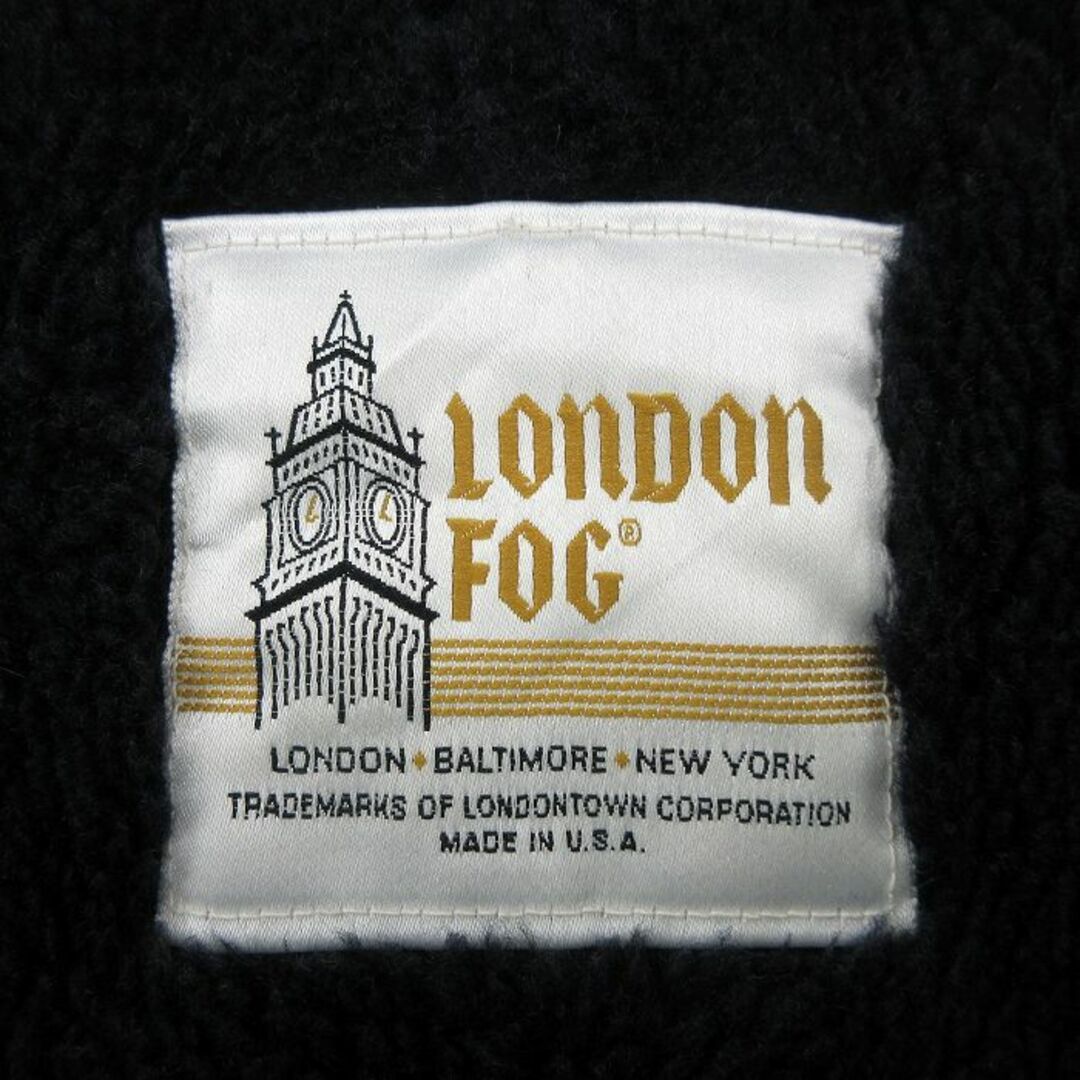 LONDON
FOG®
L L
LONDON • BALTIMORE • NEW YORK
TRADEMARKS OF LONDONTOWN CORPORATION
MADE IN U.S.A.